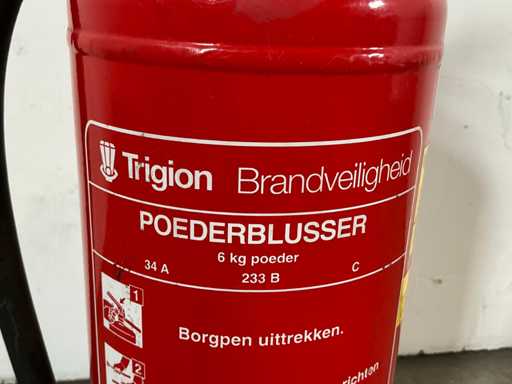 Trigion Brandveiligheid
POEDERBLUSSER
6 kg poeder
34 A 233 B C
1
Borgpen uittrekken.
2